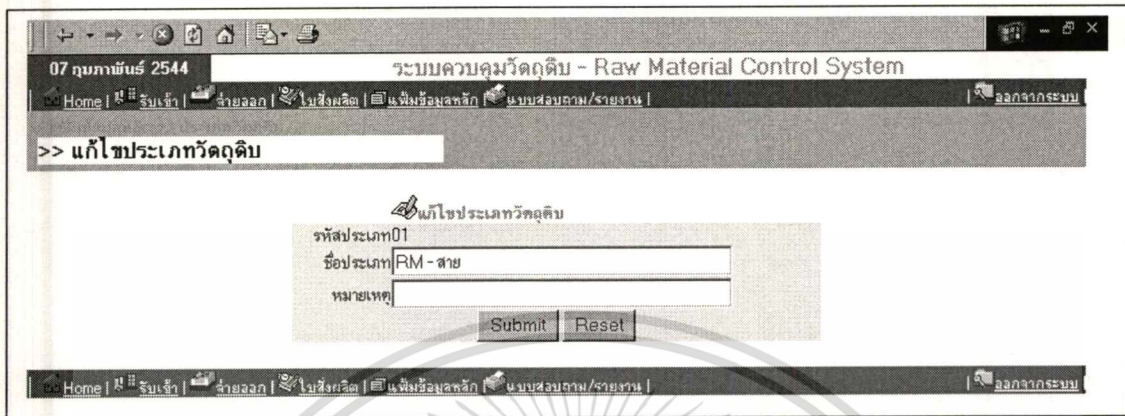 07 กุมภาพันธ์ 2544
ระบบควบคุมวัตถุดิบ - Raw Material Control System
Home | รับเข้า | จ่ายออก | ใบสั่งผลิต | แฟ้มข้อมูลหลัก | แบบสอบถาม/รายงาน | | ออกจากระบบ
>> แก้ไขประเภทวัตถุดิบ
แก้ไขประเภทวัตถุดิบ
รหัสประเภท01
ชื่อประเภท RM - สาย
หมายเหตุ
Submit Reset
Home | รับเข้า | จ่ายออก | ใบสั่งผลิต | แฟ้มข้อมูลหลัก | แบบสอบถาม/รายงาน | | ออกจากระบบ